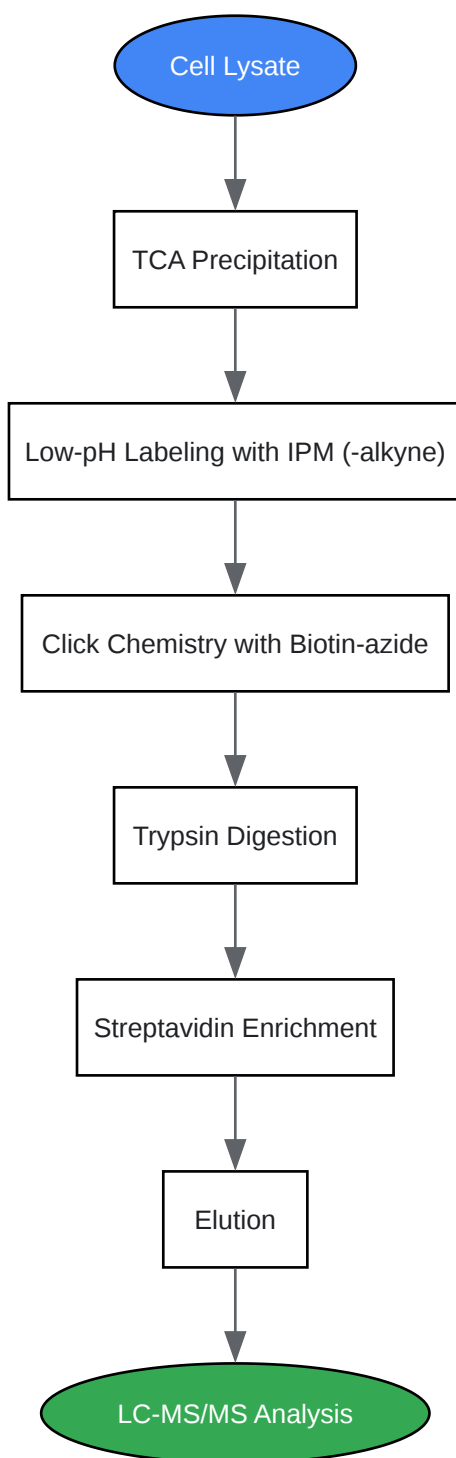 Cell Lysate
TCA Precipitation
Low-pH Labeling with IPM (-alkyne)
Click Chemistry with Biotin-azide
Trypsin Digestion
Streptavidin Enrichment
Elution
LC-MS/MS Analysis